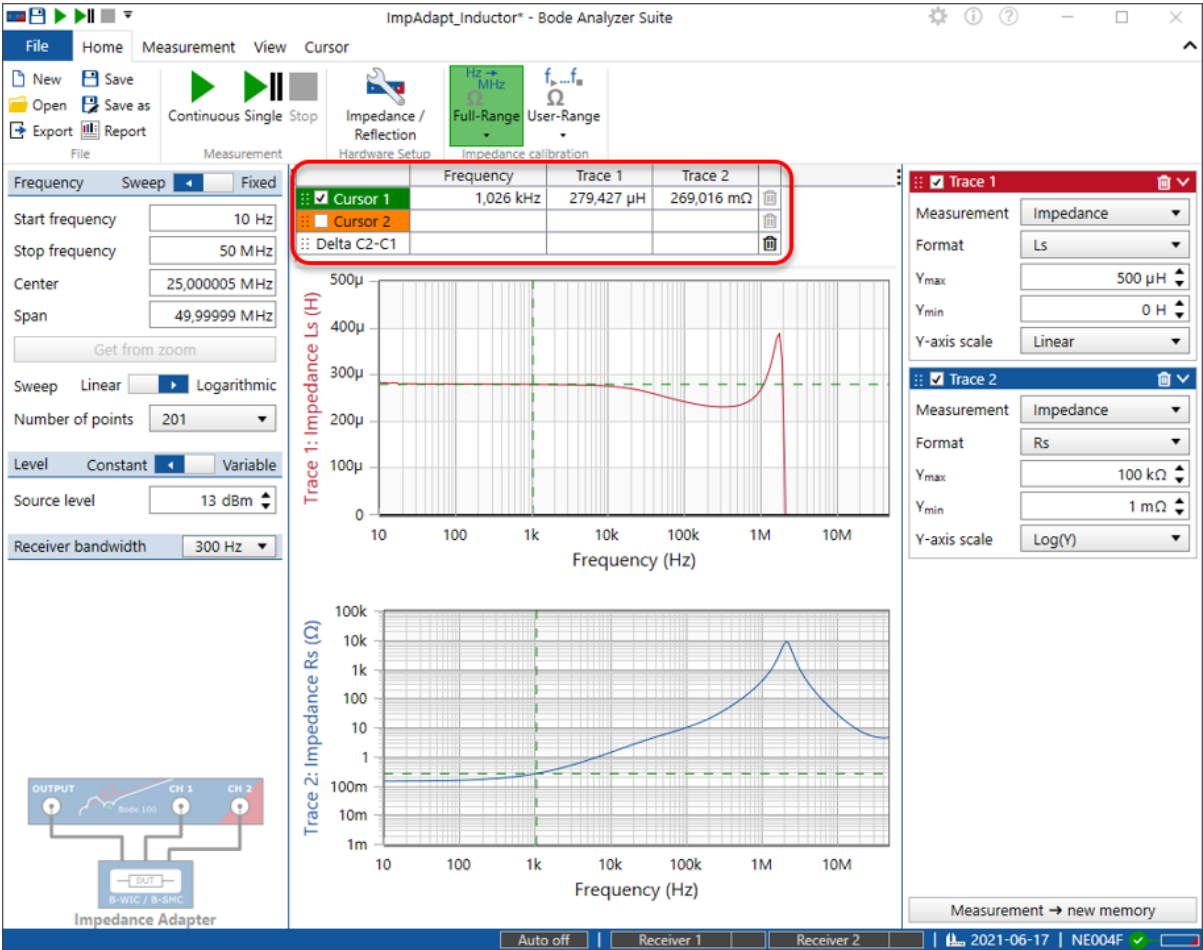 ImpAdapt_Inductor* - Bode Analyzer Suite
File Home Measurement View Cursor
New Save
Open Save as
Export Report
File
Continuous Single Stop
Measurement
Impedance /
Reflection
Hardware Setup
Hz → MHz
Ω
Full-Range
f...f
Ω
User-Range
Impedance calibration
Frequency Sweep Fixed
Start frequency 10 Hz
Stop frequency 50 MHz
Center 25,000005 MHz
Span 49,99999 MHz
Get from zoom
Sweep Linear Logarithmic
Number of points 201
Level Constant Variable
Source level 13 dBm
Receiver bandwidth 300 Hz
OUTPUT CH 1 CH 2
Bode 100
DUT
B-WIC / B-SMC
Impedance Adapter
Frequency Trace 1 Trace 2
Cursor 1 1,026 kHz 279,427 μH 269,016 mΩ
Cursor 2
Delta C2-C1
Trace 1: Impedance Ls (H)
500μ
400μ
300μ
200μ
100μ
0
10 100 1k 10k 100k 1M 10M
Frequency (Hz)
Trace 2: Impedance Rs (Ω)
100k
10k
1k
100
10
1
100m
10m
1m
10 100 1k 10k 100k 1M 10M
Frequency (Hz)
Trace 1
Measurement Impedance
Format Ls
Ymax 500 μH
Ymin 0 H
Y-axis scale Linear
Trace 2
Measurement Impedance
Format Rs
Ymax 100 kΩ
Ymin 1 mΩ
Y-axis scale Log(Y)
Measurement → new memory
Auto off | Receiver 1 Receiver 2 | 2021-06-17 | NE004F